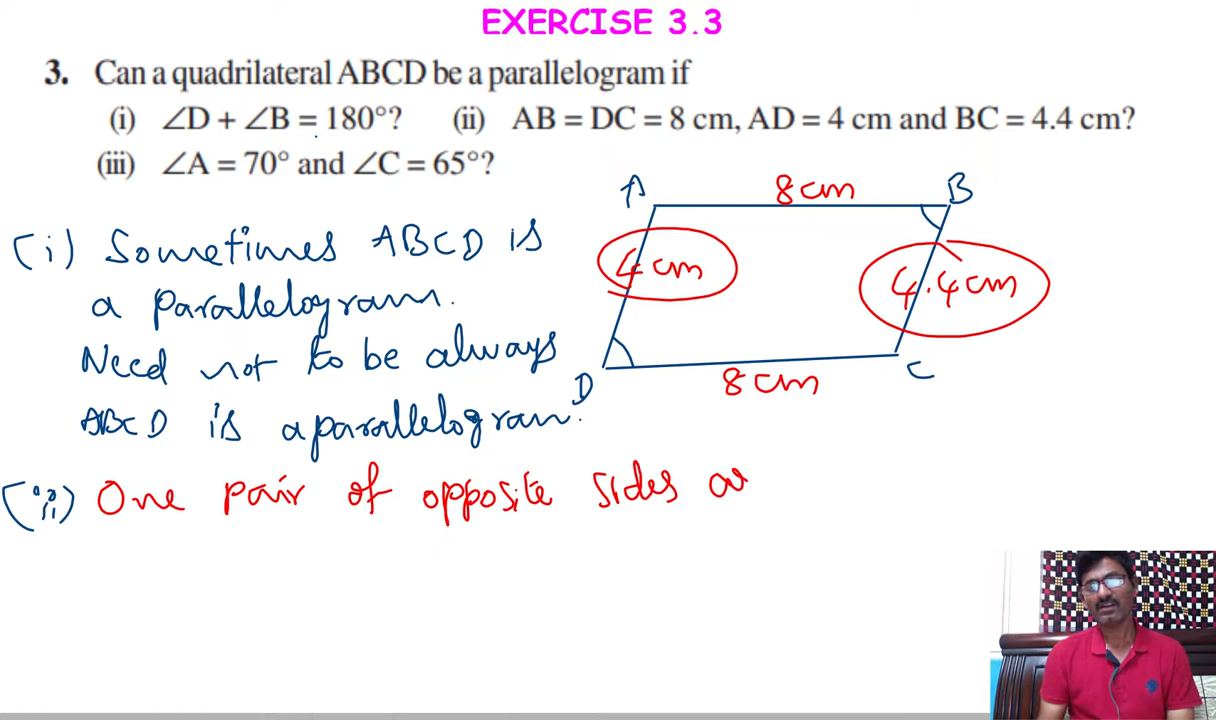 EXERCISE 3.3
3. Can a quadrilateral ABCD be a parallelogram if
(i) ∠D + ∠B = 180°? (ii) AB = DC = 8 cm, AD = 4 cm and BC = 4.4 cm?
(iii) ∠A = 70° and ∠C = 65°?
A 8cm B
4cm 4.4cm
D 8cm C
(i) Sometimes ABCD is
a parallelogram.
Need not to be always
ABCD is a parallelogram.
(ii) One pair of opposite sides ar